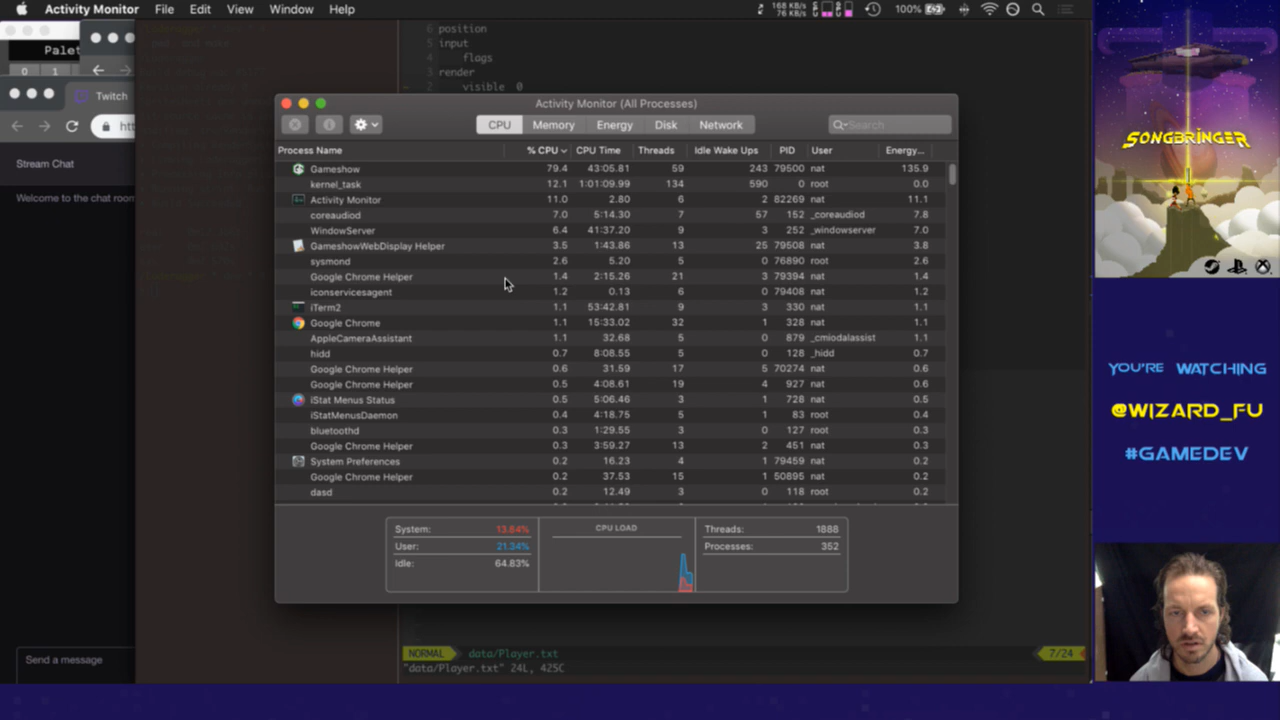 Activity Monitor File Edit View Window Help
168 KB/s
76 KB/s
100%
Palet
0 1
Twitch
htt
Stream Chat
Welcome to the chat room
Send a message
position
5 input
4 flags
3 render
2 visible 0
Activity Monitor (All Processes)
CPU Memory Energy Disk Network
Search
Process Name % CPU CPU Time Threads Idle Wake Ups PID User Energy...
Gameshow 79.4 43:05.81 59 243 79500 nat 135.9
kernel_task 12.1 1:01:09.99 134 590 0 root 0.0
Activity Monitor 11.0 2.80 6 2 82269 nat 11.1
coreaudiod 7.0 5:14.30 7 57 152 _coreaudiod 7.8
WindowServer 6.4 41:37.20 9 3 252 _windowserver 7.0
GameshowWebDisplay Helper 3.5 1:43.86 13 25 79508 nat 3.8
sysmond 2.6 5.20 5 0 76890 root 2.6
Google Chrome Helper 1.4 2:15.26 21 3 79394 nat 1.4
iconservicesagent 1.2 0.13 6 0 79408 nat 1.2
iTerm2 1.1 53:42.81 9 3 330 nat 1.1
Google Chrome 1.1 15:33.02 32 1 328 nat 1.1
AppleCameraAssistant 1.1 32.68 5 0 879 _cmiodalassist 1.1
hidd 0.7 8:08.55 5 0 128 _hidd 0.7
Google Chrome Helper 0.6 31.59 17 5 70274 nat 0.6
Google Chrome Helper 0.5 4:08.61 19 4 927 nat 0.6
iStat Menus Status 0.5 5:06.46 3 1 728 nat 0.5
iStatMenusDaemon 0.4 4:18.75 5 1 83 root 0.4
bluetoothd 0.3 1:29.55 3 0 127 root 0.3
Google Chrome Helper 0.3 3:59.27 13 2 451 nat 0.3
System Preferences 0.2 16.23 4 1 79459 nat 0.2
Google Chrome Helper 0.2 37.53 15 1 50895 nat 0.2
dasd 0.2 12.49 3 0 118 root 0.2
System: 13.84%
User: 21.34%
Idle: 64.83%
CPU LOAD
Threads: 1888
Processes: 352
NORMAL data/Player.txt 7/24
"data/Player.txt" 24L, 425C
SONGBRINGER
YOU'RE WATCHING
@WIZARD_FU
#GAMEDEV